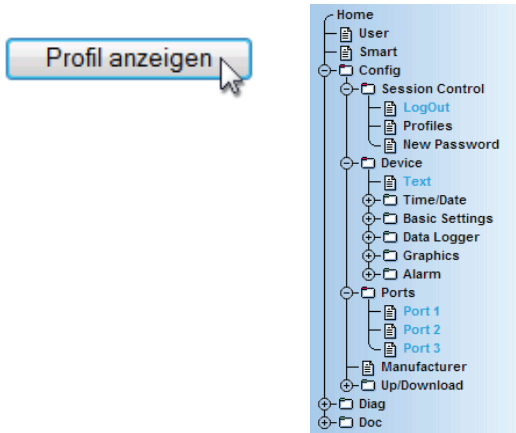 Profil anzeigen
Home
User
Smart
Config
Session Control
LogOut
Profiles
New Password
Device
Text
Time/Date
Basic Settings
Data Logger
Graphics
Alarm
Ports
Port 1
Port 2
Port 3
Manufacturer
Up/Download
Diag
Doc